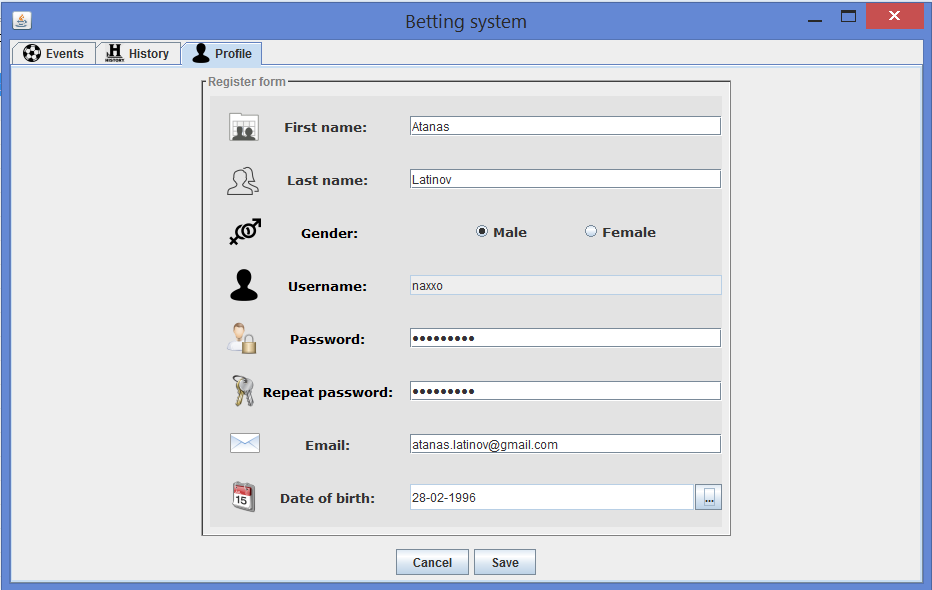 Betting system
Events
HISTORY History
Profile
Register form
First name: Atanas
Last name: Latinov
Gender: Male Female
Username: naxxo
Password: •••••••••
Repeat password: •••••••••
Email: atanas.latinov@gmail.com
15
Date of birth: 28-02-1996 ...
Cancel Save